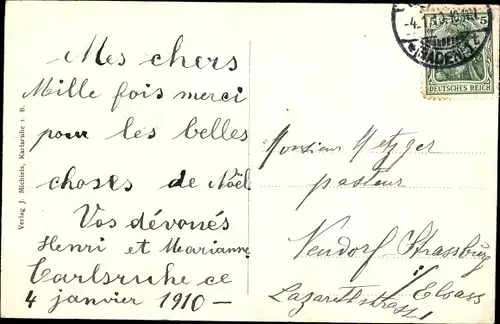 Mes chers
Mille fois merci
pour les belles
choses de Noël
Vos dévoués
Henri et Marianne
Carlsruhe ce
4 janvier 1910 –
Monsieur Metzger
pasteur
Neudorf-Strassburg
i/ Elsass
Lazarettstrasse
Verlag J. Michiels, Karlsruhe i. B.
(BADEN)
5
DEUTSCHES REICH